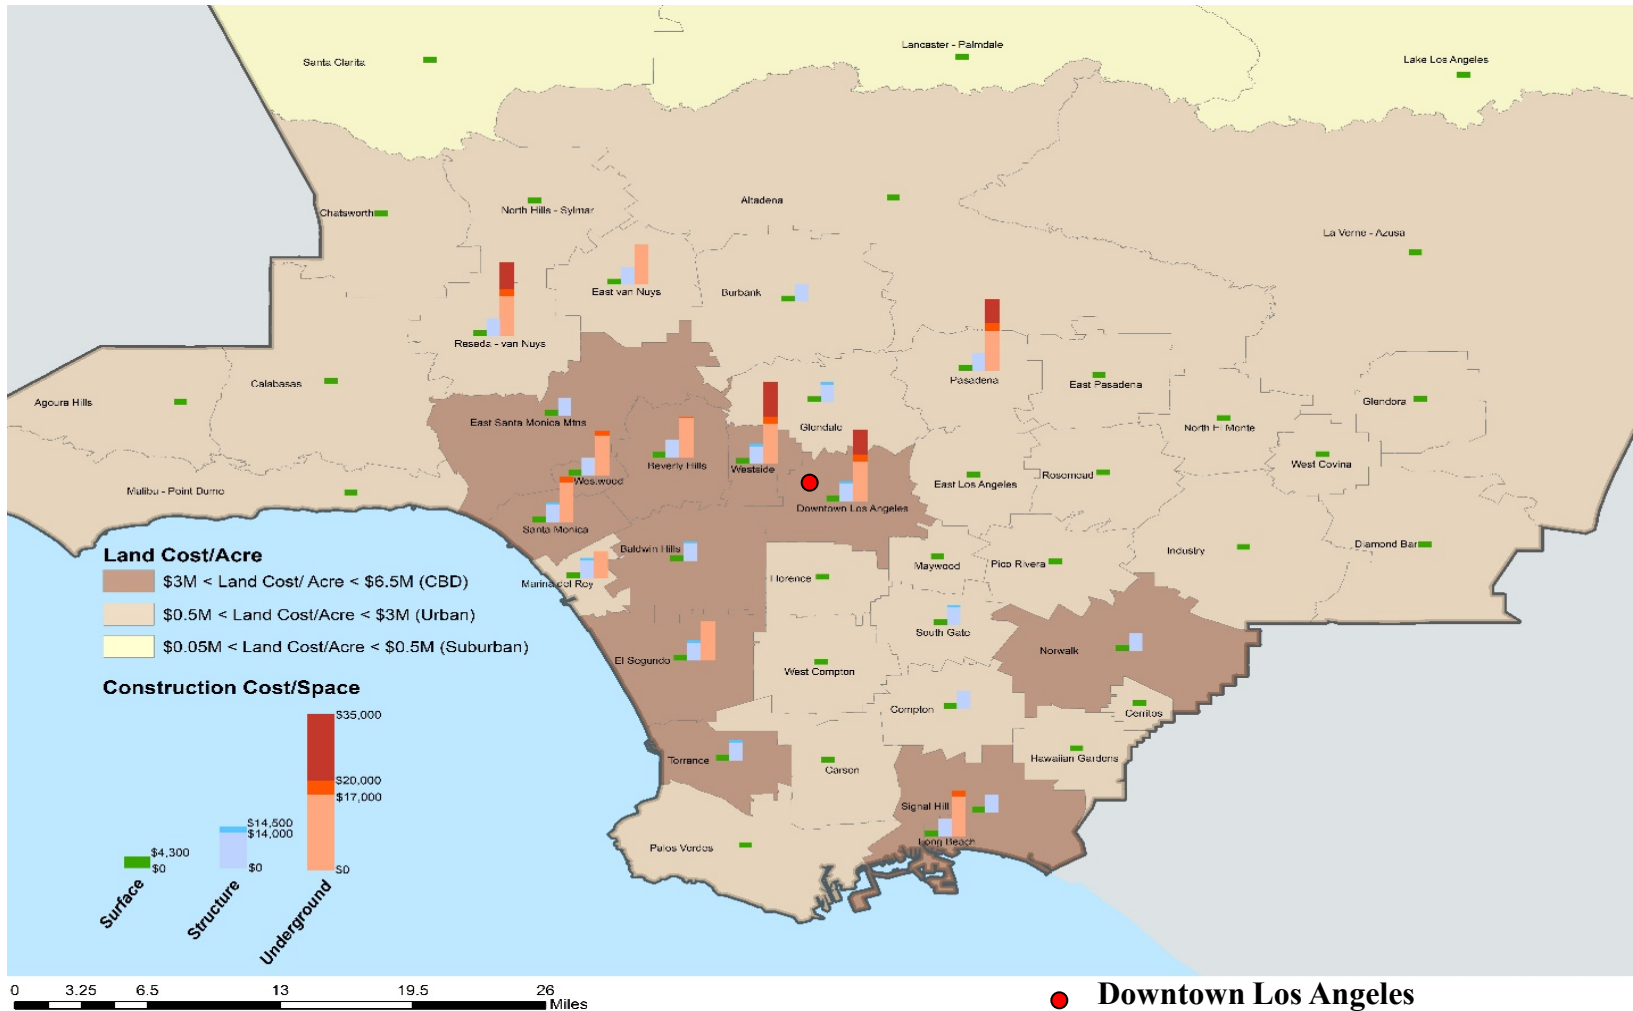 Santa Clarita
Lancaster - Palmdale
Lake Los Angeles
Chatsworth
North Hills - Sylmar
Altadena
La Verne - Azusa
East van Nuys
Burbank
Reseda - van Nuys
Pasadena
East Pasadena
Agoura Hills
Calabasas
Glendora
East Santa Monica Mtns
Glendale
North El Monte
Beverly Hills
Westside
West Covina
Westwood
East Los Angeles
Rosemead
Malibu - Point Dume
Downtown Los Angeles
Santa Monica
Baldwin Hills
Industry
Diamond Bar
Maywood
Pico Rivera
Florence
Marina del Rey
South Gate
Norwalk
El Segundo
West Compton
Compton
Cerritos
Torrance
Carson
Hawaiian Gardens
Signal Hill
Long Beach
Palos Verdes
Land Cost/Acre
$3M < Land Cost/ Acre < $6.5M (CBD)
$0.5M < Land Cost/Acre < $3M (Urban)
$0.05M < Land Cost/Acre < $0.5M (Suburban)
Construction Cost/Space
$35,000
$20,000
$17,000
$0
$14,500
$14,000
$0
$4,300
$0
Surface
Structure
Underground
0 3.25 6.5 13 19.5 26
Miles
Downtown Los Angeles